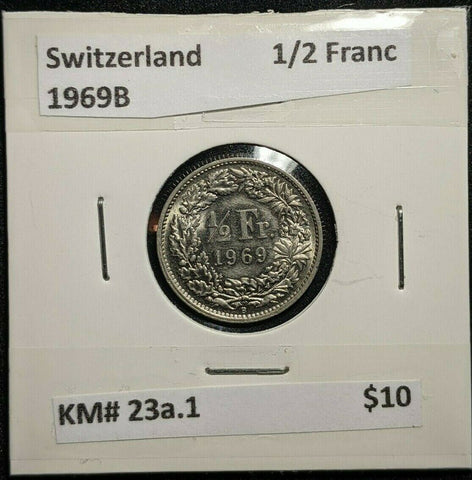 Switzerland 1/2 Franc
1969B
½ Fr.
1969
B
KM# 23a.1 $10